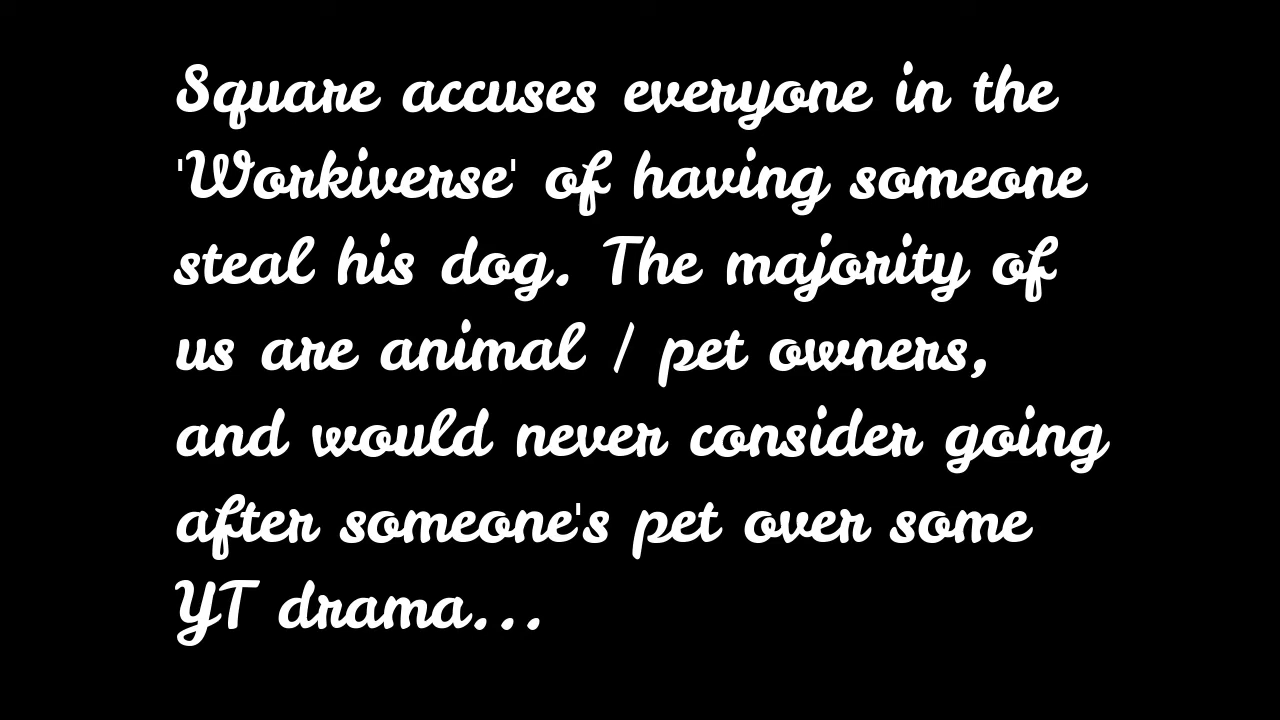 Square accuses everyone in the
'Workiverse' of having someone
steal his dog. The majority of
us are animal / pet owners,
and would never consider going
after someone's pet over some
YT drama...